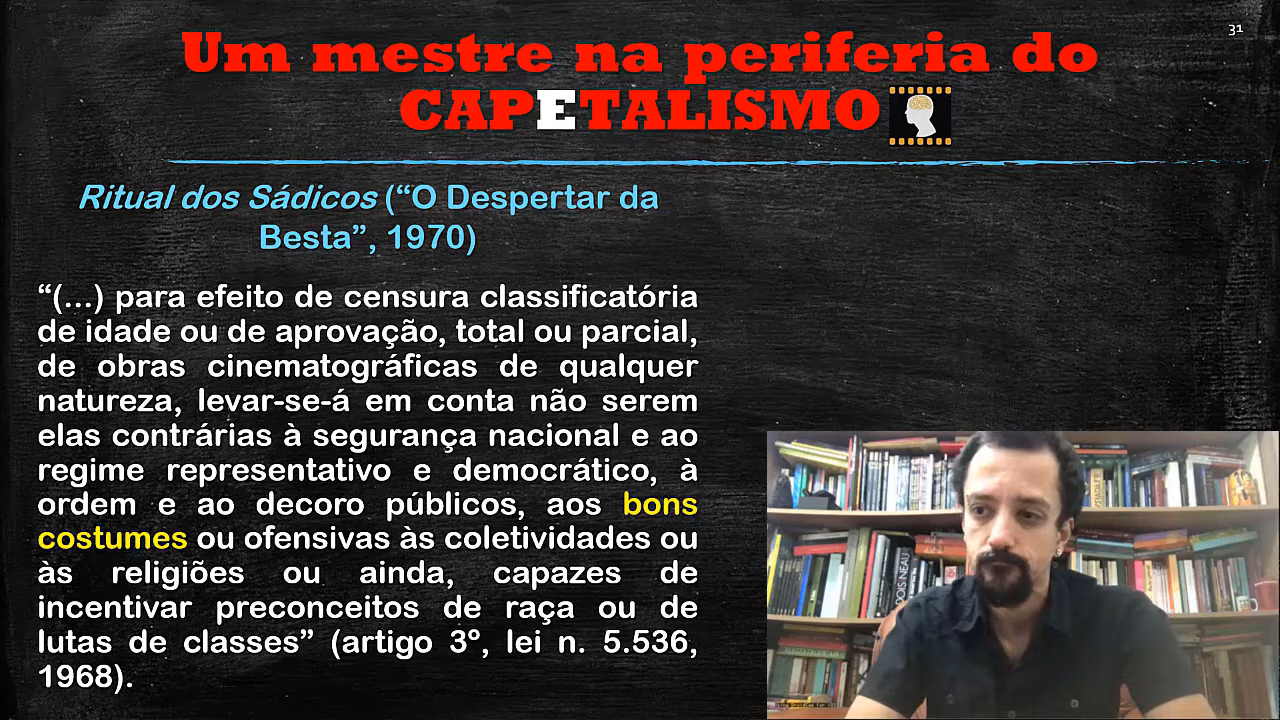 31
Um mestre na periferia do
CAPETALISMO
Ritual dos Sádicos (“O Despertar da
Besta”, 1970)
“(...) para efeito de censura classificatória
de idade ou de aprovação, total ou parcial,
de obras cinematográficas de qualquer
natureza, levar-se-á em conta não serem
elas contrárias à segurança nacional e ao
regime representativo e democrático, à
ordem e ao decoro públicos, aos bons
costumes ou ofensivas às coletividades ou
às religiões ou ainda, capazes de
incentivar preconceitos de raça ou de
lutas de classes” (artigo 3º, lei n. 5.536,
1968).